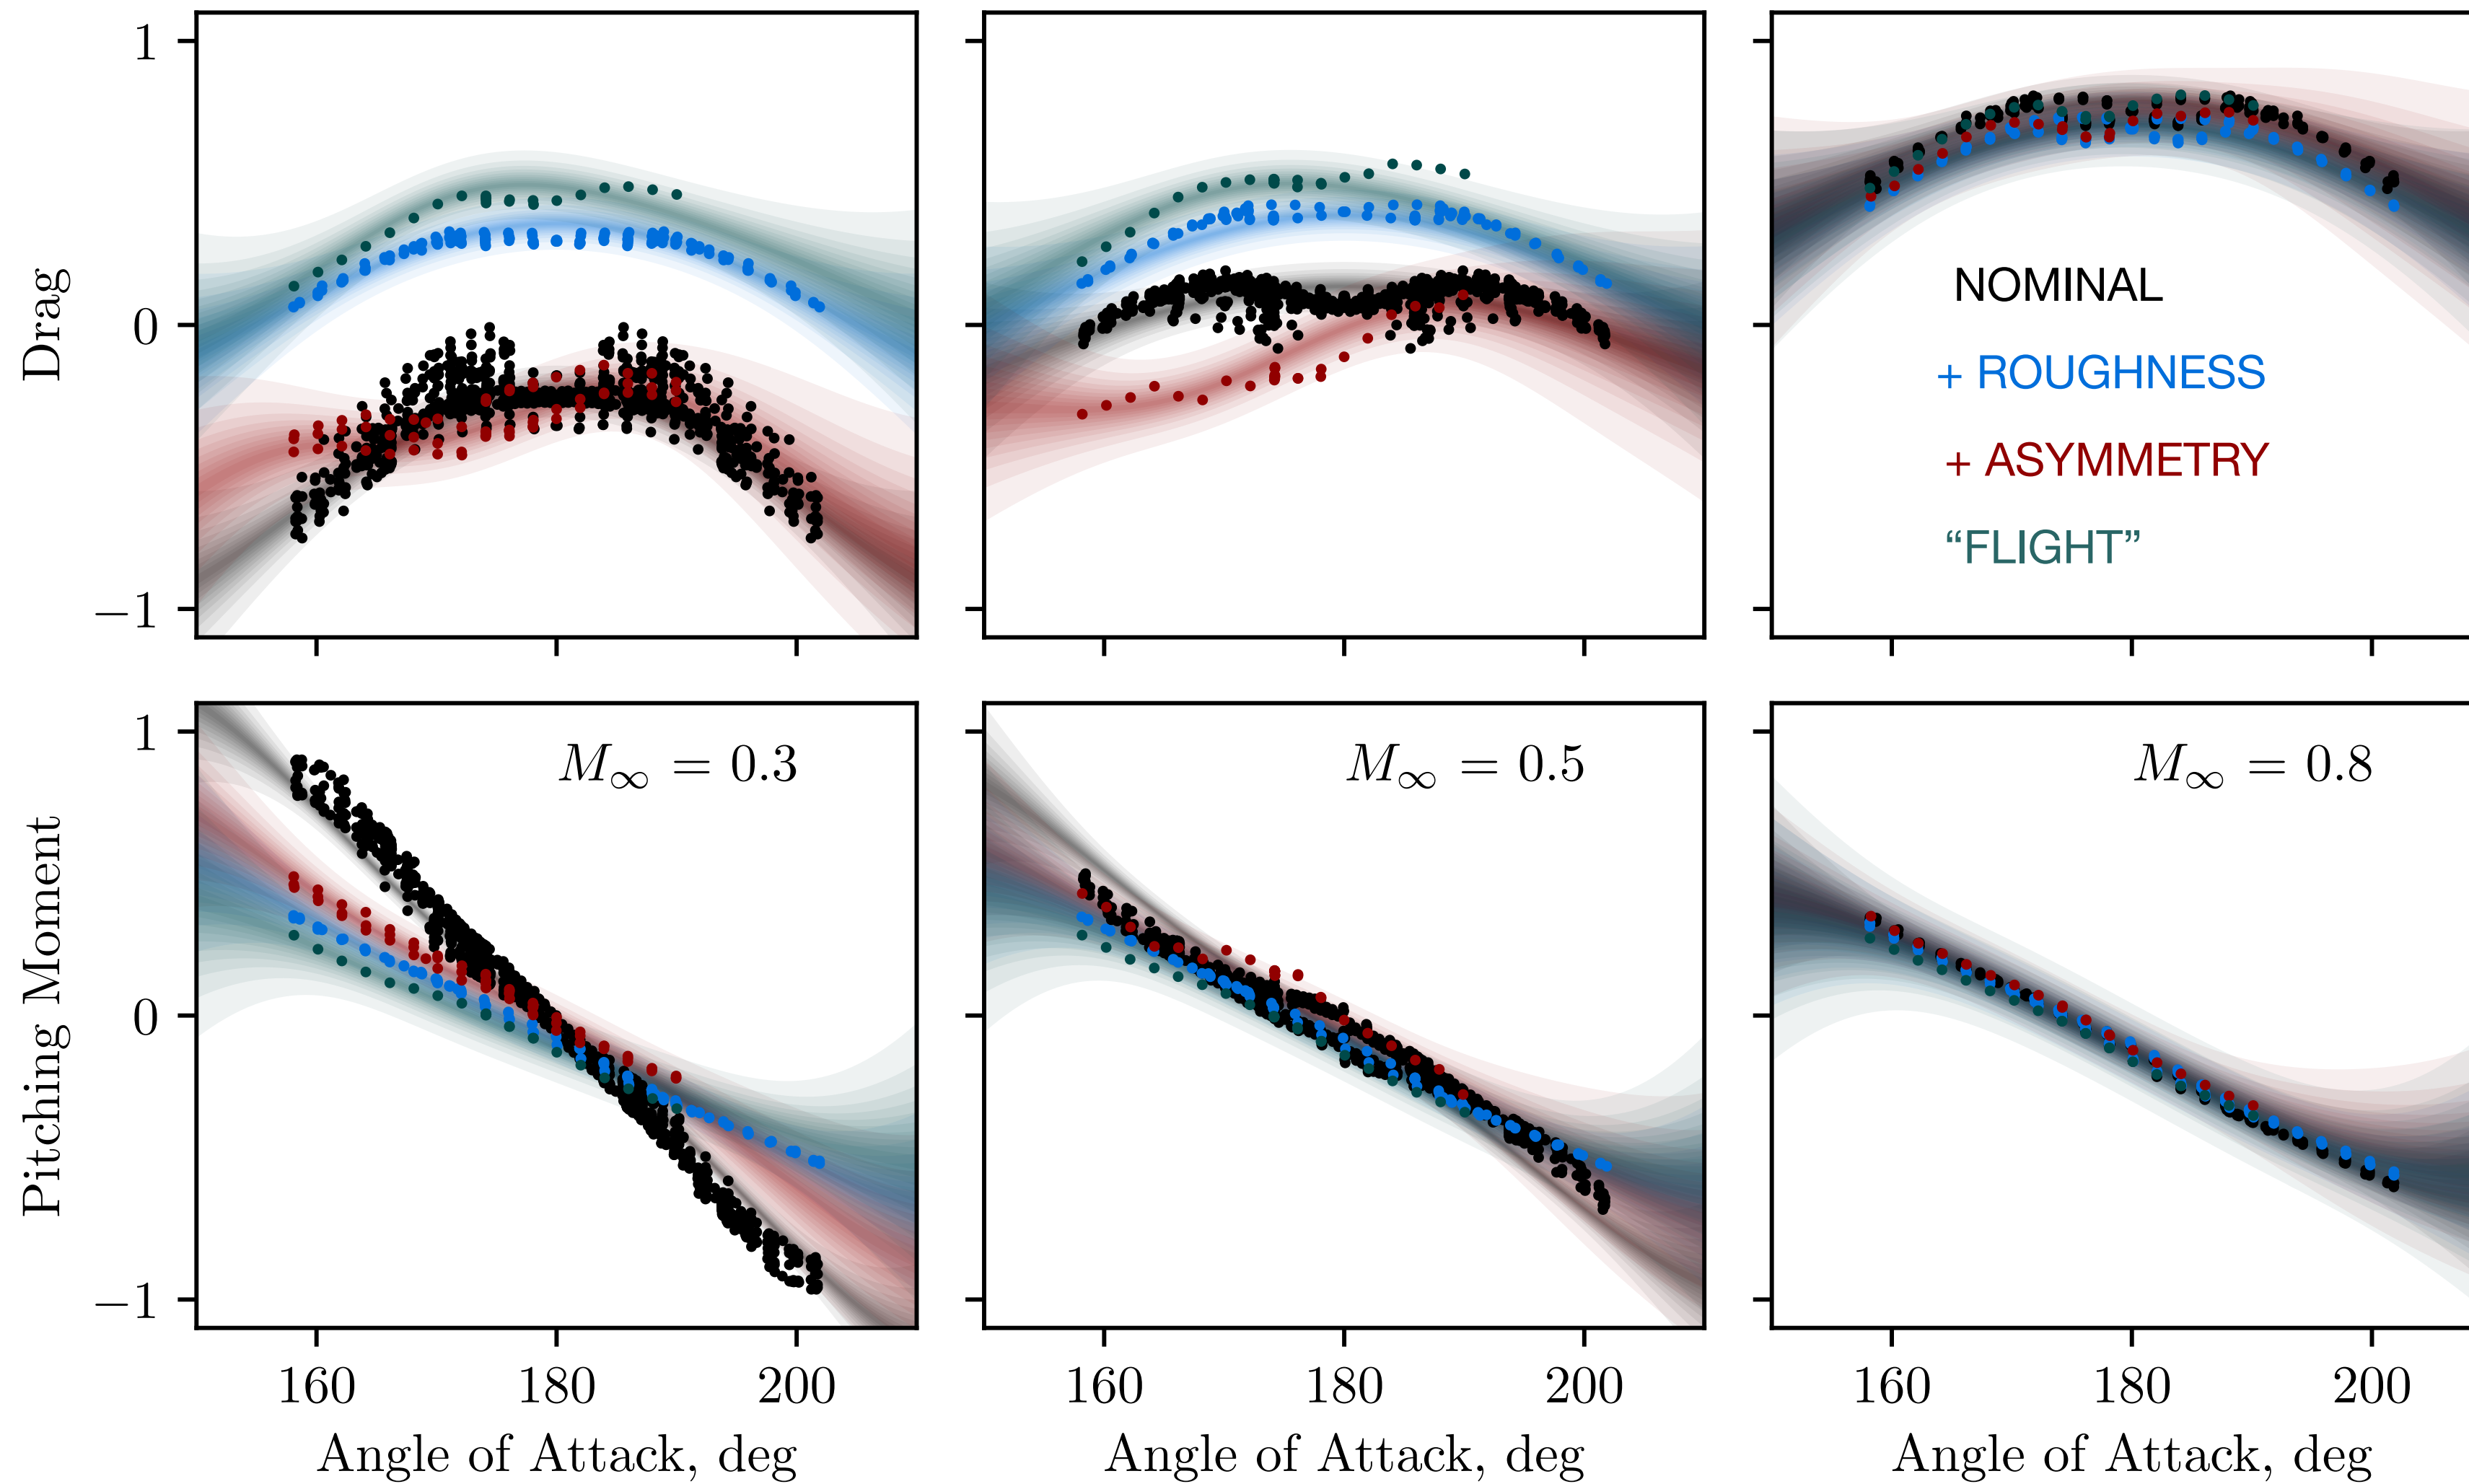 Drag
1
0
−1
NOMINAL
+ ROUGHNESS
+ ASYMMETRY
“FLIGHT”
Pitching Moment
1
0
−1
M∞ = 0.3
M∞ = 0.5
M∞ = 0.8
160 180 200
160 180 200
160 180 200
Angle of Attack, deg
Angle of Attack, deg
Angle of Attack, deg